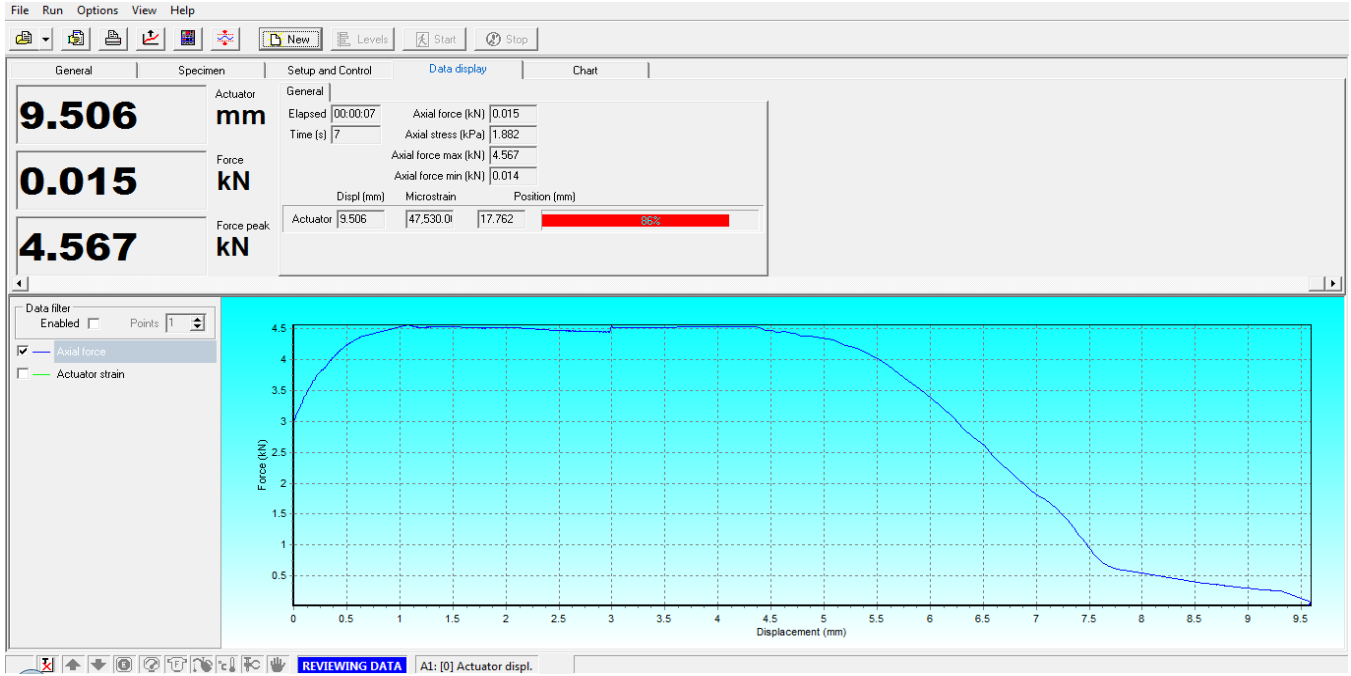 File Run Options View Help
New Levels Start Stop
General Specimen Setup and Control Data display Chart
9.506 Actuator mm
0.015 Force kN
4.567 Force peak kN
General
Elapsed 00:00:07 Axial force (kN) 0.015
Time (s) 7 Axial stress (kPa) 1.882
Axial force max (kN) 4.567
Axial force min (kN) 0.014
Displ (mm) Microstrain Position (mm)
Actuator 9.506 47,530.0 17.762 86%
Data filter
Enabled Points 1
Axial force
Actuator strain
4.5
4
3.5
3
2.5
2
1.5
1
0.5
Force (kN)
0 0.5 1 1.5 2 2.5 3 3.5 4 4.5 5 5.5 6 6.5 7 7.5 8 8.5 9 9.5
Displacement (mm)
REVIEWING DATA A1: [0] Actuator displ.